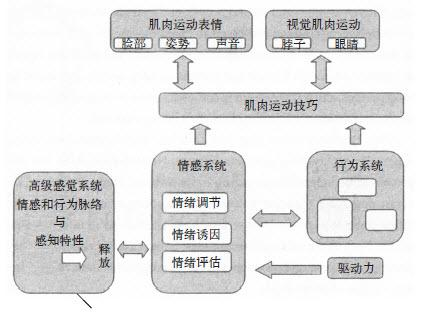 肌肉运动表情
脸部 姿势 声音
视觉肌肉运动
脖子 眼睛
肌肉运动技巧
情感系统
情绪调节
情绪诱因
情绪评估
行为系统
高级感觉系统
情感和行为脉络
与
感知特性
释放
驱动力